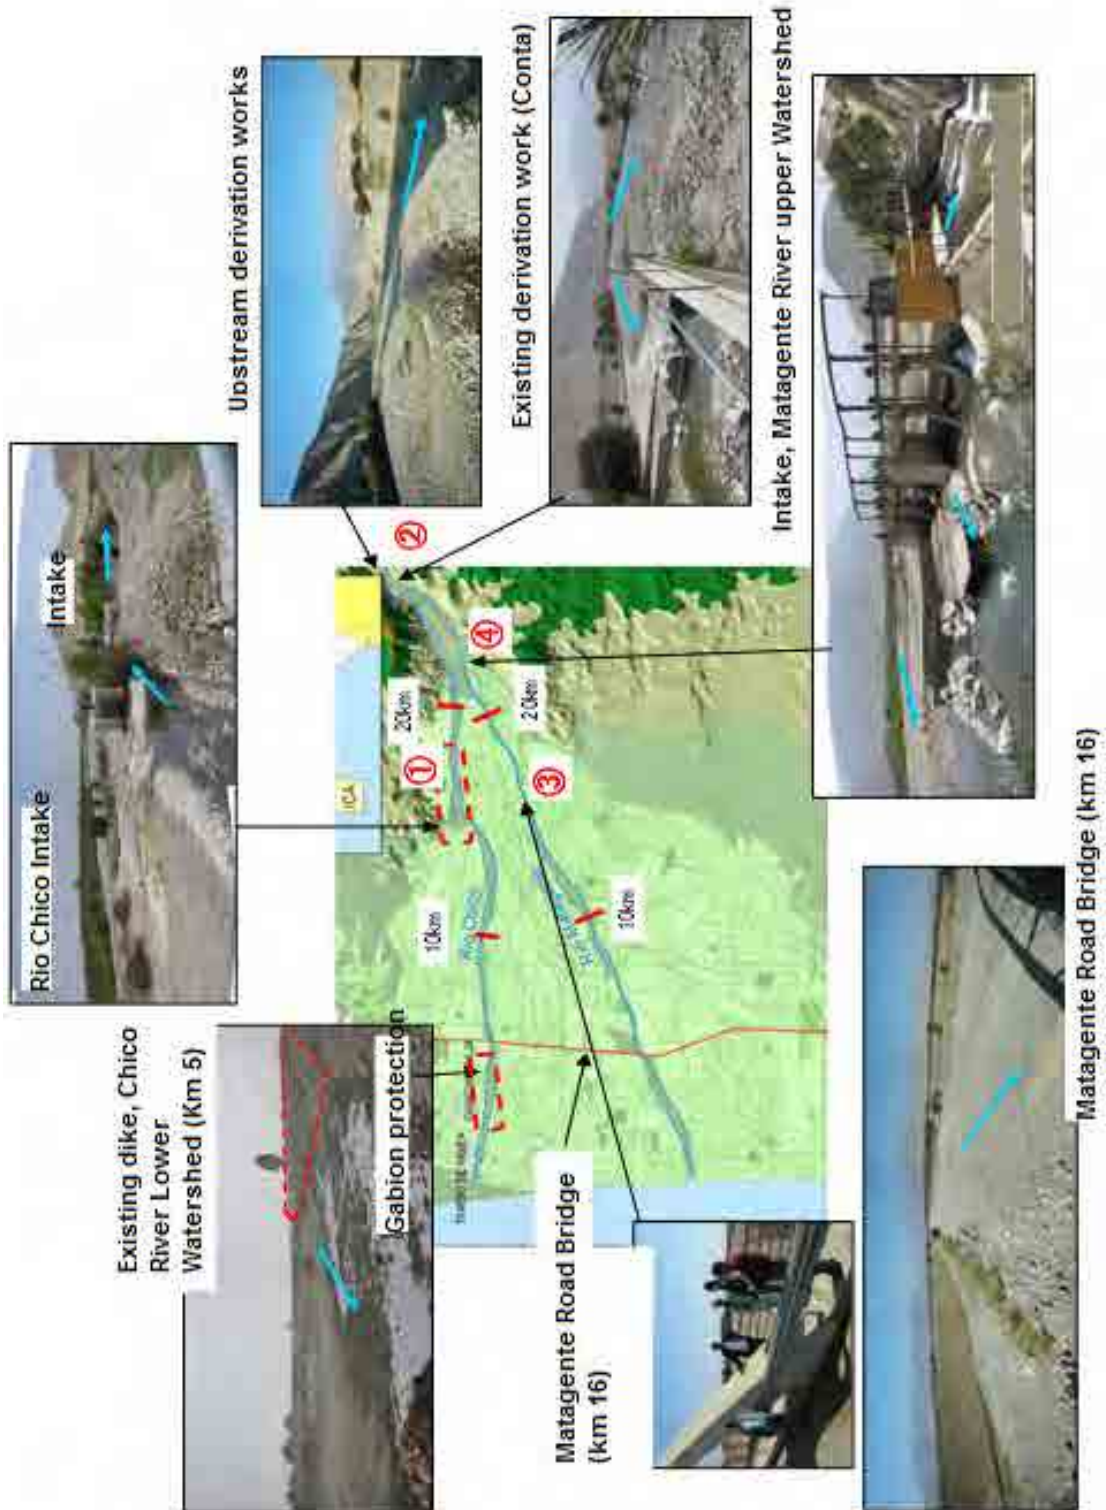 Rio Chico Intake
Intake
Existing dike, Chico
River Lower
Watershed (Km 5)
Upstream derivation works
ICA
Gabion protection
①
②
20km
10km
Rio Chico
④
Existing derivation work (Conta)
20km
③
10km
Matagente Road Bridge
(km 16)
Intake, Matagente River upper Watershed
Matagente Road Bridge (km 16)